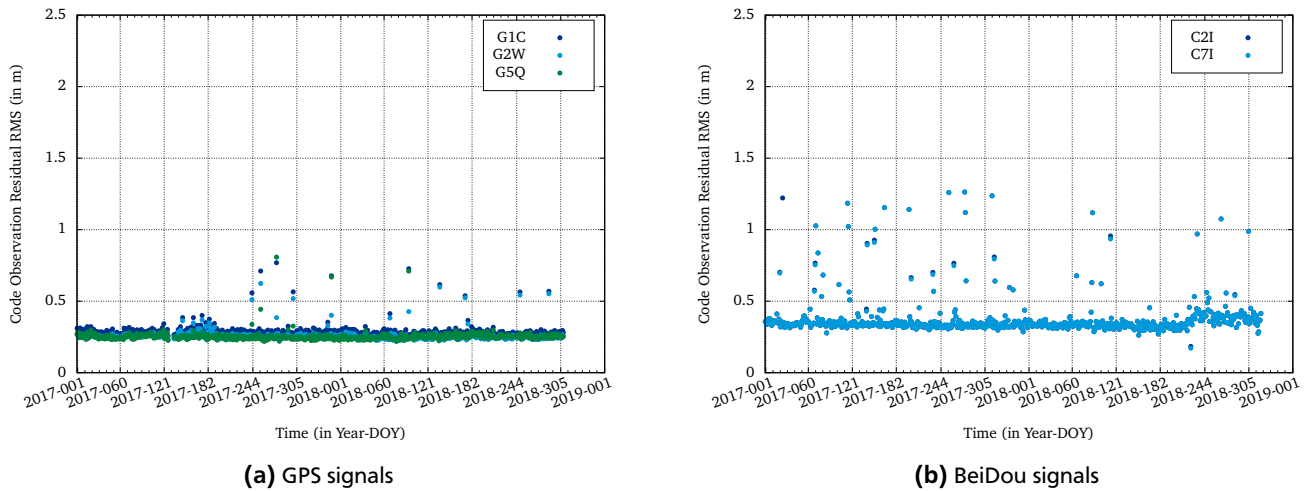 2.5
2
1.5
1
0.5
0
Code Observation Residual RMS (in m)
G1C
G2W
G5Q
2017-001 2017-060 2017-121 2017-182 2017-244 2017-305 2018-001 2018-060 2018-121 2018-182 2018-244 2018-305 2019-001
Time (in Year-DOY)
(a) GPS signals
2.5
2
1.5
1
0.5
0
Code Observation Residual RMS (in m)
C2I
C7I
2017-001 2017-060 2017-121 2017-182 2017-244 2017-305 2018-001 2018-060 2018-121 2018-182 2018-244 2018-305 2019-001
Time (in Year-DOY)
(b) BeiDou signals